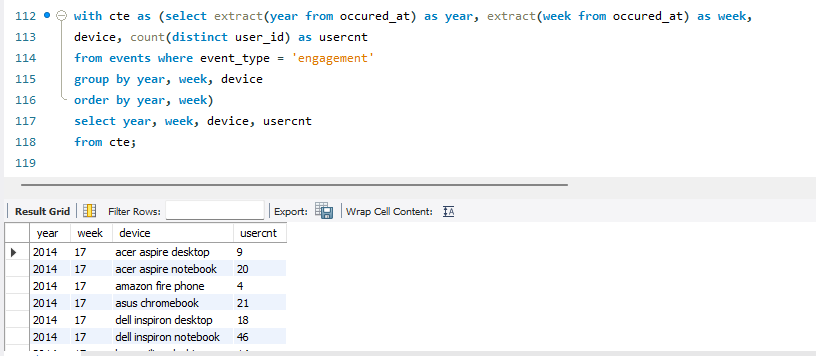 112 with cte as (select extract(year from occured_at) as year, extract(week from occured_at) as week,
113 device, count(distinct user_id) as usercnt
114 from events where event_type = 'engagement'
115 group by year, week, device
116 order by year, week)
117 select year, week, device, usercnt
118 from cte;
119
Result Grid Filter Rows: Export: Wrap Cell Content: IA
year week device usercnt
2014 17 acer aspire desktop 9
2014 17 acer aspire notebook 20
2014 17 amazon fire phone 4
2014 17 asus chromebook 21
2014 17 dell inspiron desktop 18
2014 17 dell inspiron notebook 46